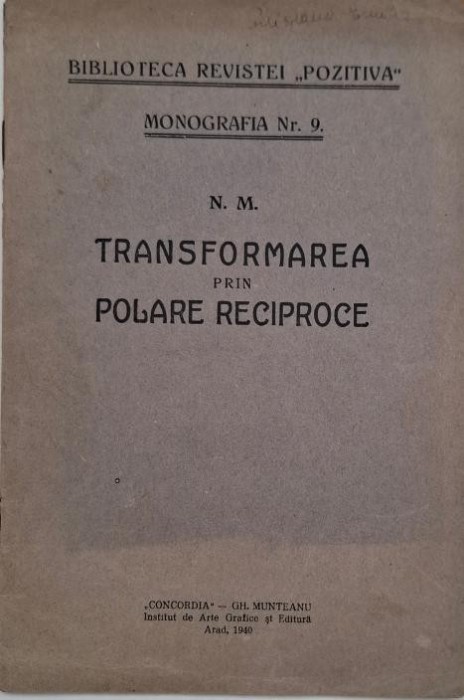 BIBLIOTECA REVISTEI „POZITIVA“
MONOGRAFIA Nr. 9.
N. M.
TRANSFORMAREA
PRIN
POLARE RECIPROCE
„CONCORDIA“ — GH. MUNTEANU
Institut de Arte Grafice și Editură
Arad, 1940